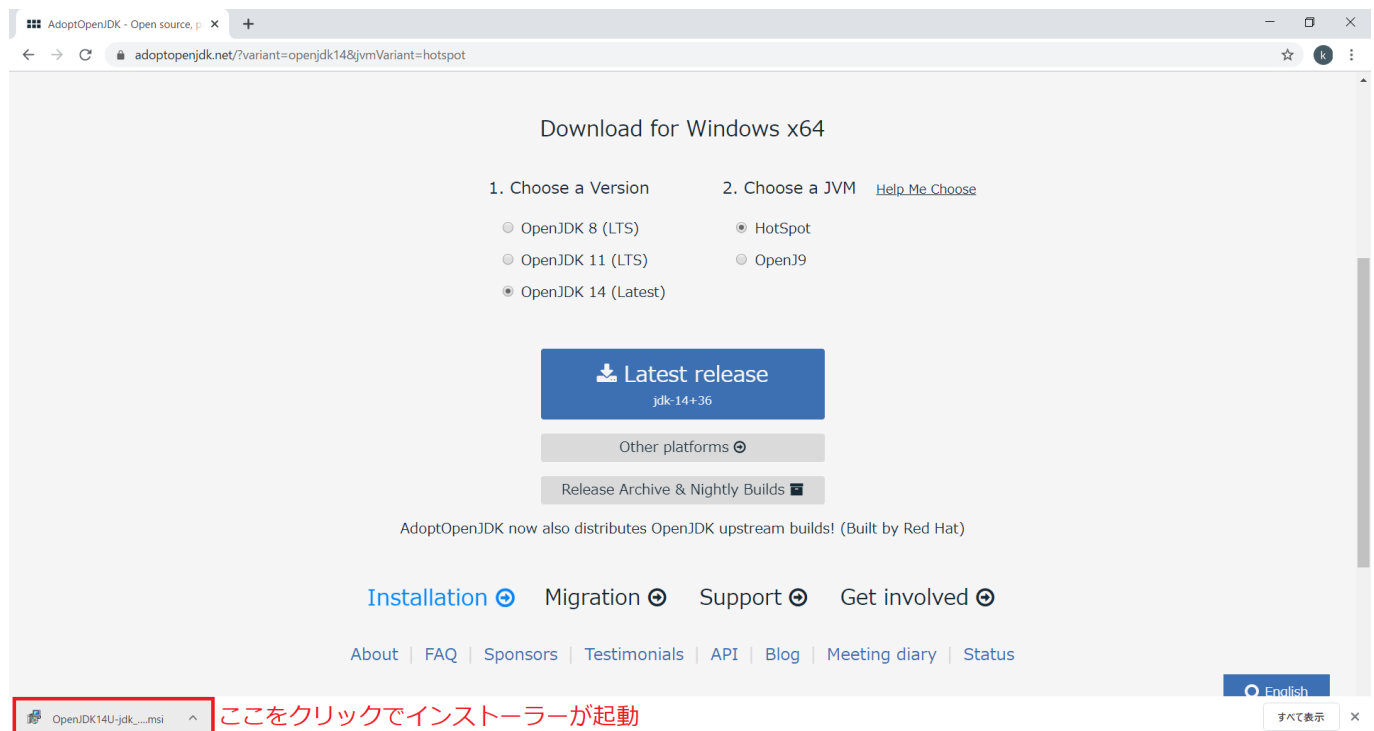 AdoptOpenJDK - Open source, p
adoptopenjdk.net/?variant=openjdk14&jvmVariant=hotspot
k
Download for Windows x64
1. Choose a Version
2. Choose a JVM Help Me Choose
OpenJDK 8 (LTS)
HotSpot
OpenJDK 11 (LTS)
OpenJ9
OpenJDK 14 (Latest)
Latest release
jdk-14+36
Other platforms
Release Archive & Nightly Builds
AdoptOpenJDK now also distributes OpenJDK upstream builds! (Built by Red Hat)
Installation Migration Support Get involved
About | FAQ | Sponsors | Testimonials | API | Blog | Meeting diary | Status
English
OpenJDK14U-jdk_....msi ここをクリックでインストーラーが起動 すべて表示